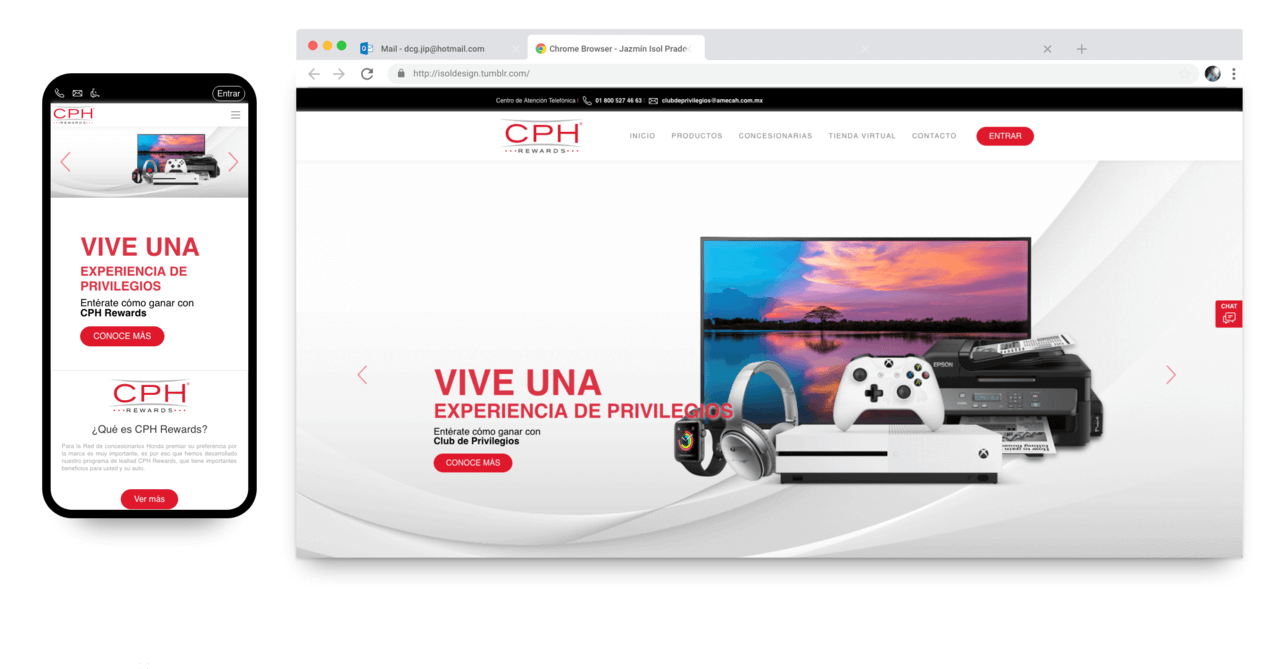 Entrar
CPH
REWARDS
VIVE UNA
EXPERIENCIA DE
PRIVILEGIOS
Entérate cómo ganar con
CPH Rewards
CONOCE MÁS
CPH
REWARDS
¿Qué es CPH Rewards?
Para la Red de concesionarios Honda premiar su preferencia por
la marca es muy importante, es por eso que hemos desarrollado
nuestro programa de lealtad CPH Rewards, que tiene importantes
beneficios para usted y su auto.
Ver más
Mail - dcg.jip@hotmail.com
Chrome Browser - Jazmín Isol Prado
http://isoldesign.tumblr.com/
Centro de Atención Telefónica | 01 800 527 46 63 | clubdeprivilegios@amecah.com.mx
CPH
REWARDS
INICIO PRODUCTOS CONCESIONARIAS TIENDA VIRTUAL CONTACTO ENTRAR
CHAT
EPSON
VIVE UNA
EXPERIENCIA DE PRIVILEGIOS
Entérate cómo ganar con
Club de Privilegios
CONOCE MÁS